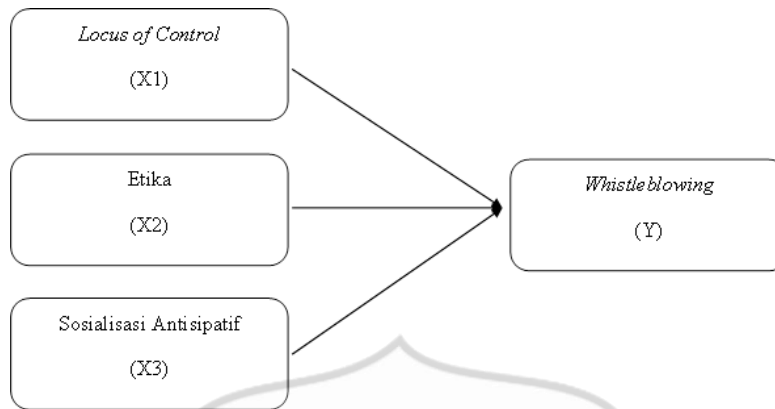 Locus of Control
(X1)
Etika
(X2)
Whistleblowing
(Y)
Sosialisasi Antisipatif
(X3)